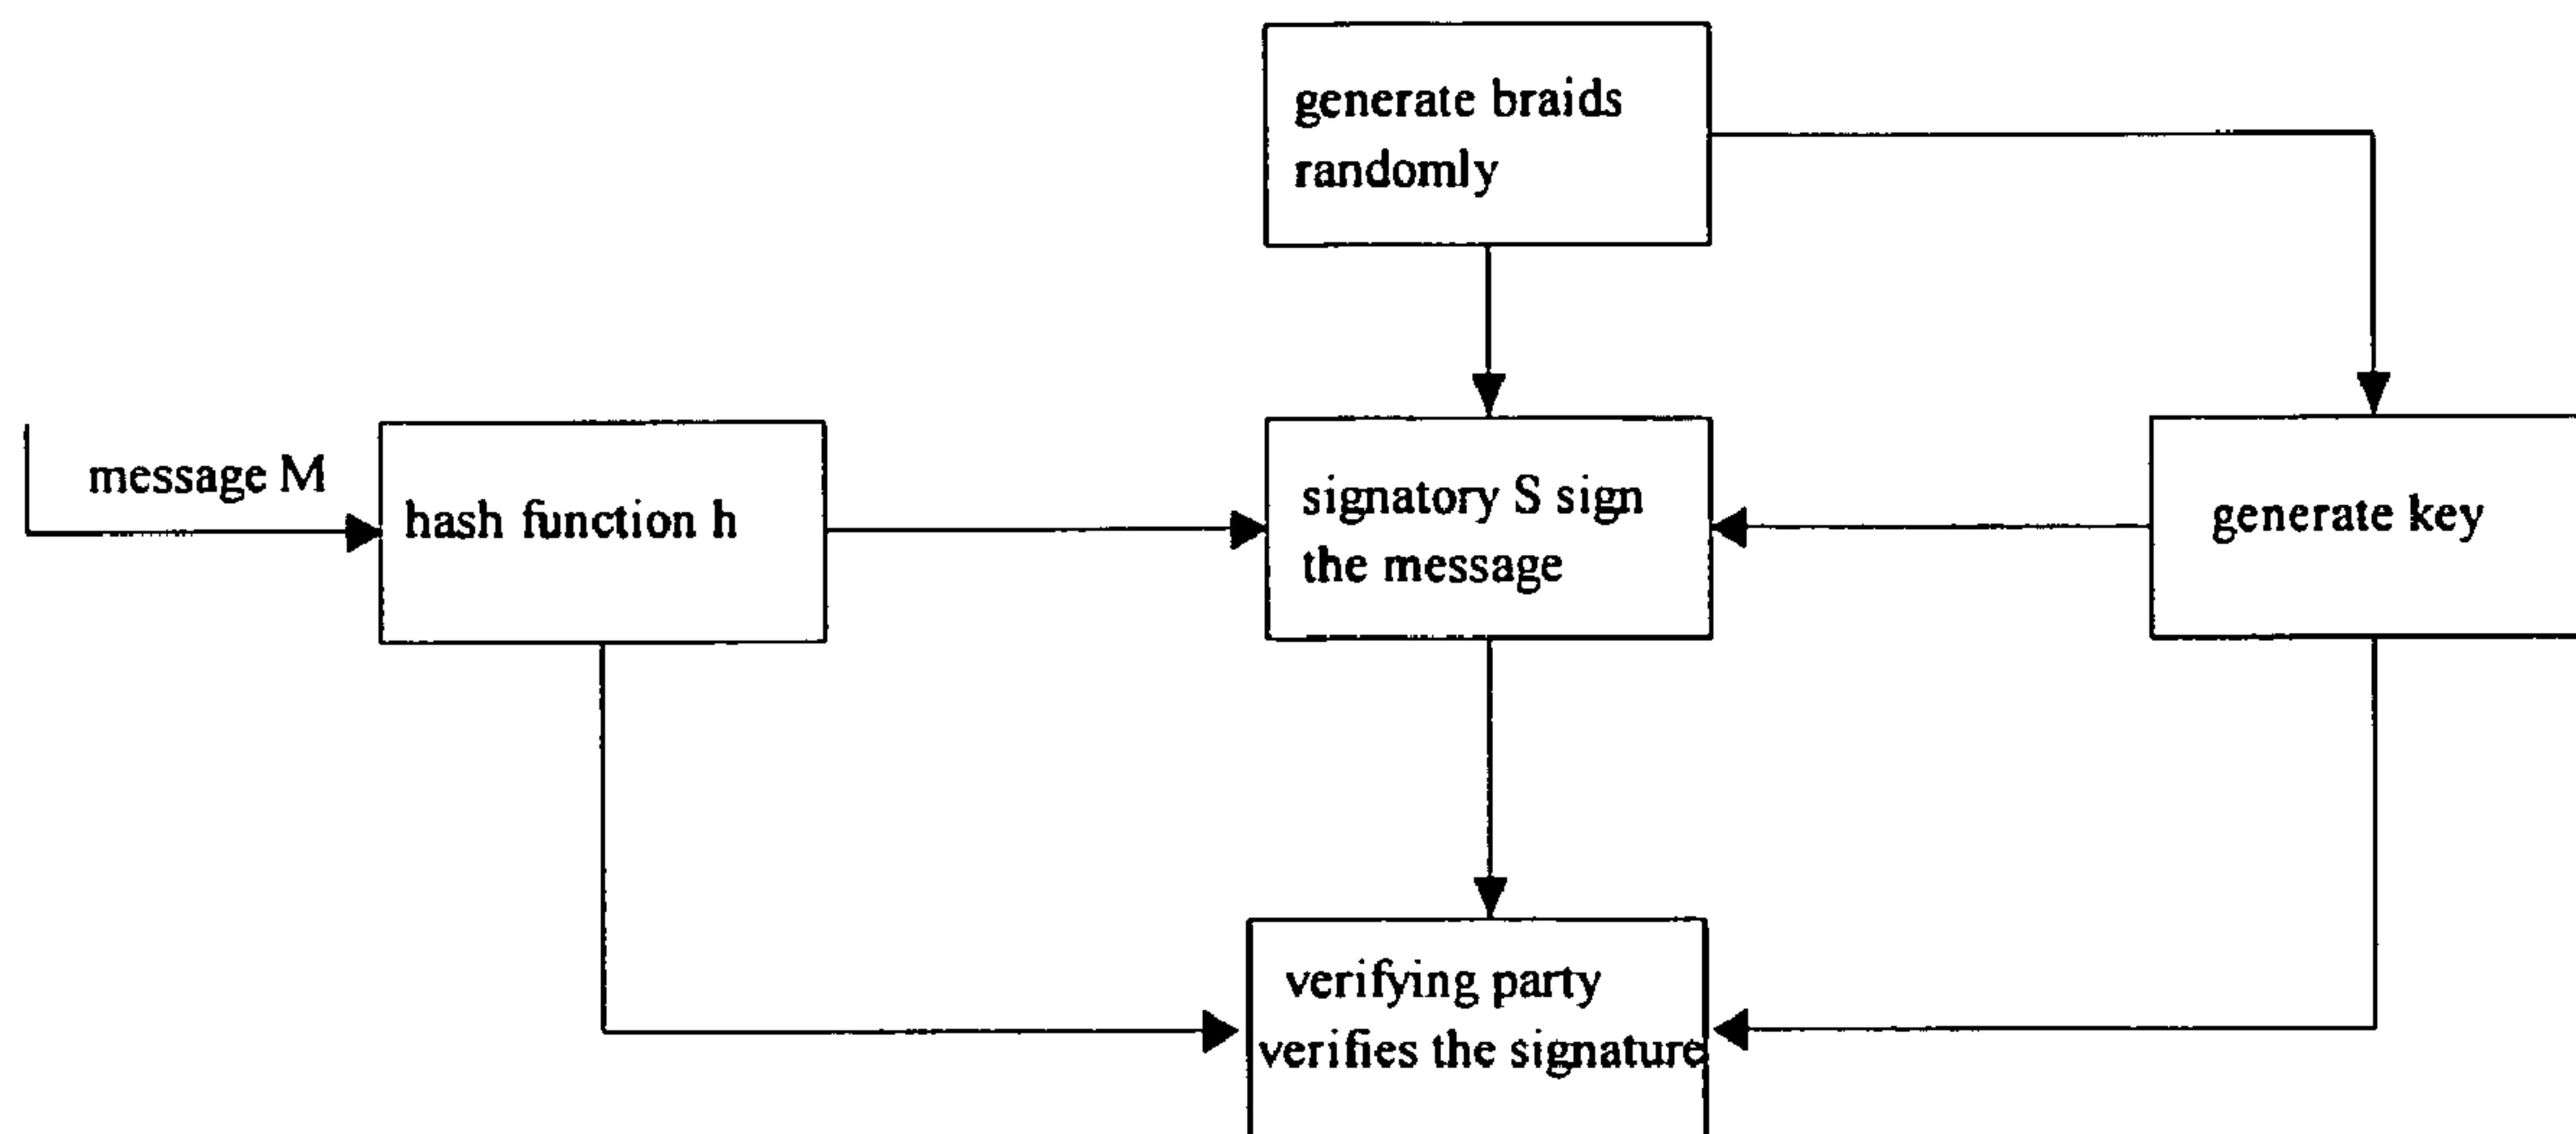 generate braids
randomly
message M
hash function h
signatory S sign
the message
generate key
verifying party
verifies the signature